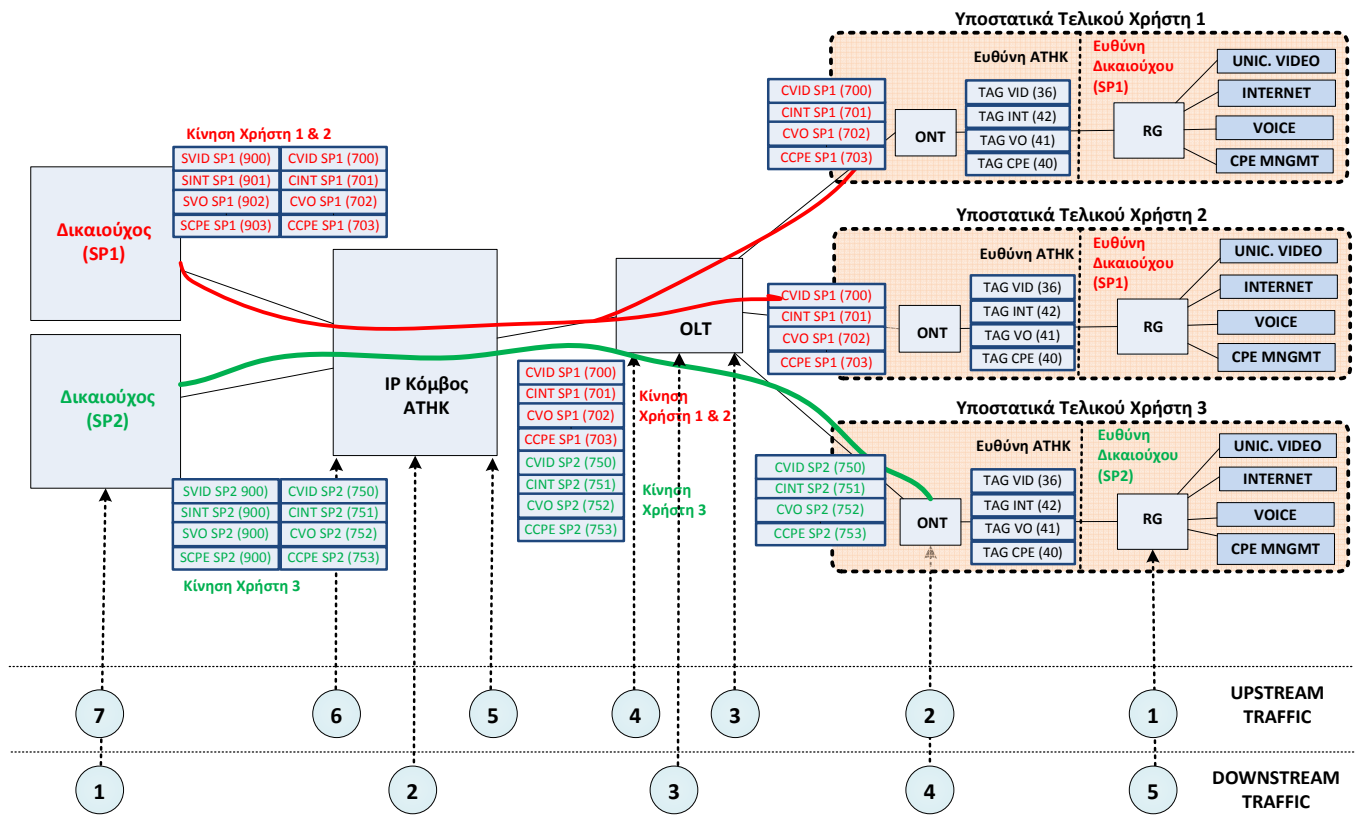 Υποστατικά Τελικού Χρήστη 1
Ευθύνη ΑΤΗΚ
Ευθύνη
Δικαιούχου
(SP1)
CVID SP1 (700)
CINT SP1 (701)
CVO SP1 (702)
CCPE SP1 (703)
ONT
TAG VID (36)
TAG INT (42)
TAG VO (41)
TAG CPE (40)
RG
UNIC. VIDEO
INTERNET
VOICE
CPE MNGMT
Κίνηση Χρήστη 1 & 2
SVID SP1 (900) CVID SP1 (700)
SINT SP1 (901) CINT SP1 (701)
SVO SP1 (902) CVO SP1 (702)
SCPE SP1 (903) CCPE SP1 (703)
Δικαιούχος
(SP1)
Υποστατικά Τελικού Χρήστη 2
Ευθύνη ΑΤΗΚ
Ευθύνη
Δικαιούχου
(SP1)
CVID SP1 (700)
CINT SP1 (701)
CVO SP1 (702)
CCPE SP1 (703)
ONT
TAG VID (36)
TAG INT (42)
TAG VO (41)
TAG CPE (40)
RG
UNIC. VIDEO
INTERNET
VOICE
CPE MNGMT
OLT
IP Κόμβος
ΑΤΗΚ
Δικαιούχος
(SP2)
CVID SP1 (700)
CINT SP1 (701)
CVO SP1 (702)
CCPE SP1 (703)
CVID SP2 (750)
CINT SP2 (751)
CVO SP2 (752)
CCPE SP2 (753)
Κίνηση
Χρήστη 1 & 2
Κίνηση
Χρήστη 3
Υποστατικά Τελικού Χρήστη 3
Ευθύνη ΑΤΗΚ
Ευθύνη
Δικαιούχου
(SP2)
CVID SP2 (750)
CINT SP2 (751)
CVO SP2 (752)
CCPE SP2 (753)
ONT
TAG VID (36)
TAG INT (42)
TAG VO (41)
TAG CPE (40)
RG
UNIC. VIDEO
INTERNET
VOICE
CPE MNGMT
SVID SP2 900) CVID SP2 (750)
SINT SP2 (900) CINT SP2 (751)
SVO SP2 (900) CVO SP2 (752)
SCPE SP2 (900) CCPE SP2 (753)
Κίνηση Χρήστη 3
7 6 5 4 3 2 1
UPSTREAM
TRAFFIC
1 2 3 4 5
DOWNSTREAM
TRAFFIC